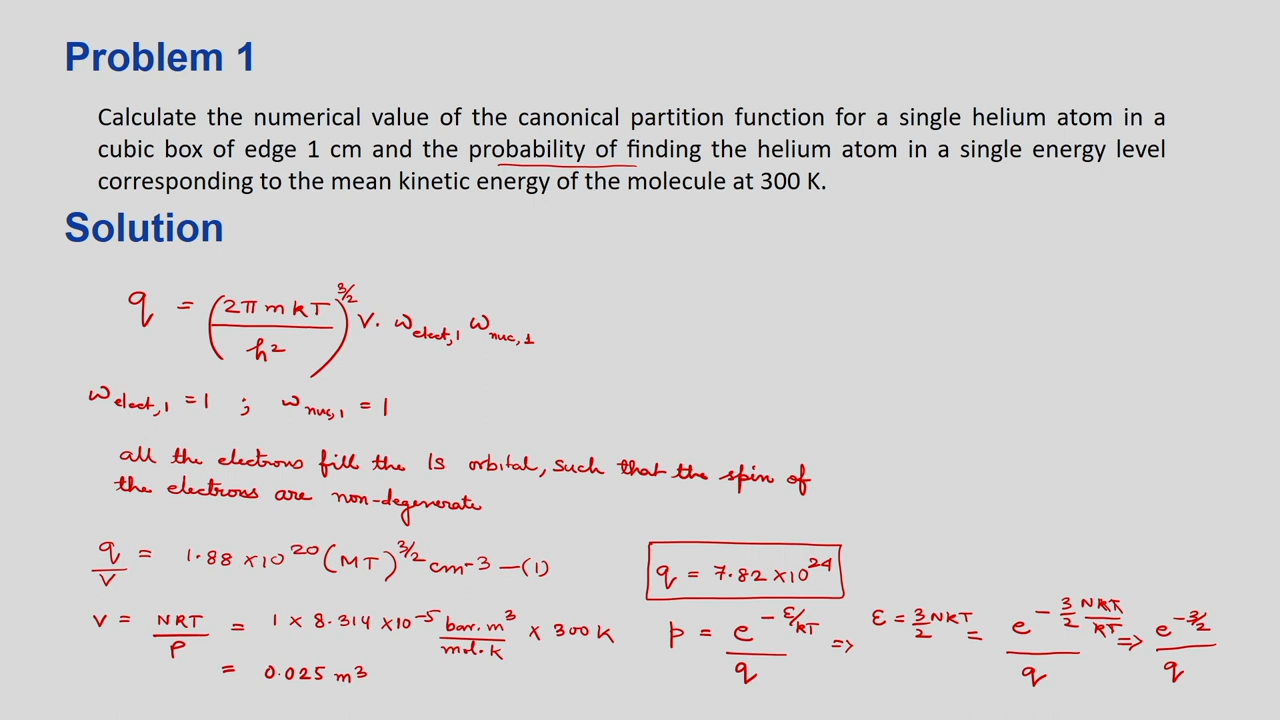 Problem 1
Calculate the numerical value of the canonical partition function for a single helium atom in a
cubic box of edge 1 cm and the probability of finding the helium atom in a single energy level
corresponding to the mean kinetic energy of the molecule at 300 K.
Solution
q = (2π m kT / h²)^3/2 V. ω elect,1 ω nuc,1
ω elect,1 = 1 ; ω nuc,1 = 1
all the electrons fill the 1s orbital, such that the spin of
the electrons are non-degenerate
q/V = 1.88 × 10^20 (MT)^3/2 cm-3 —(1)
q = 7.82 × 10^24
V = NRT/P = 1 × 8.314 × 10^-5 bar. m³/mol. K × 300 K
= 0.025 m³
p = e^-ε/kT / q => ε = 3/2 NkT = e^-3/2 NkT/kT / q => e^-3/2 / q